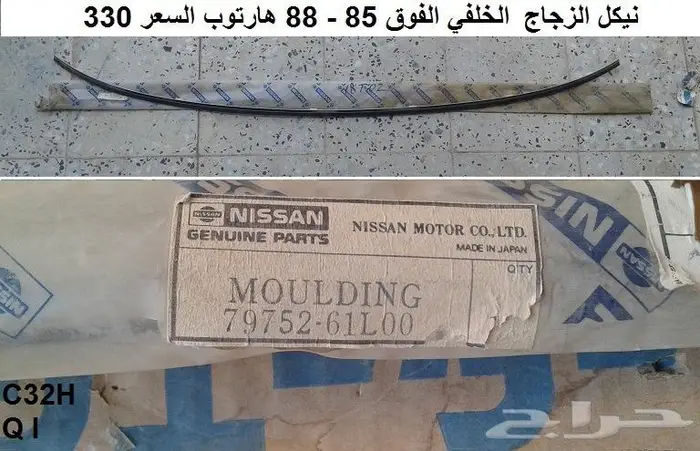 نيكل الزجاج الخلفي الفوق 85 - 88 هارتوب السعر 330
NISSAN
GENUINE PARTS
NISSAN MOTOR CO., LTD.
MADE IN JAPAN
Q'TY
MOULDING
79752-61L00
NISSAN
C32H
Q I
حراج